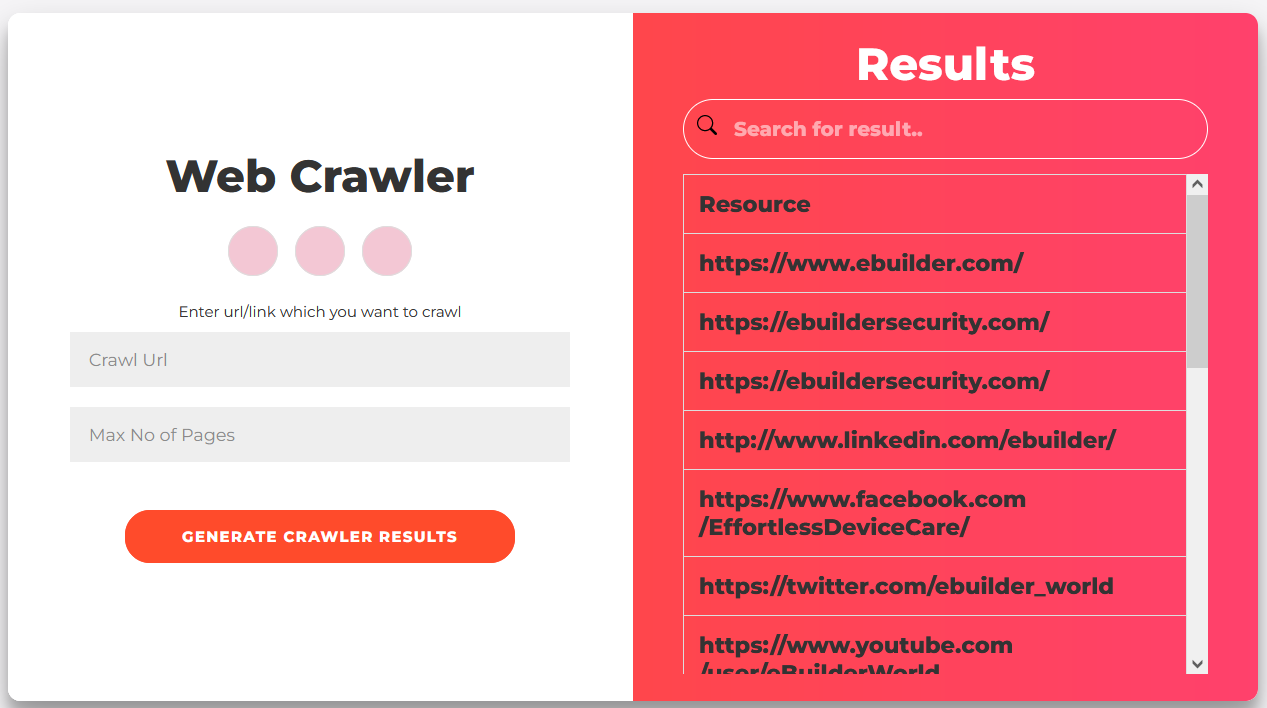 Web Crawler
Enter url/link which you want to crawl
Crawl Url
Max No of Pages
GENERATE CRAWLER RESULTS
Results
Search for result..
Resource
https://www.ebuilder.com/
https://ebuildersecurity.com/
https://ebuildersecurity.com/
http://www.linkedin.com/ebuilder/
https://www.facebook.com
/EffortlessDeviceCare/
https://twitter.com/ebuilder_world
https://www.youtube.com
/user/eBuilderWorld